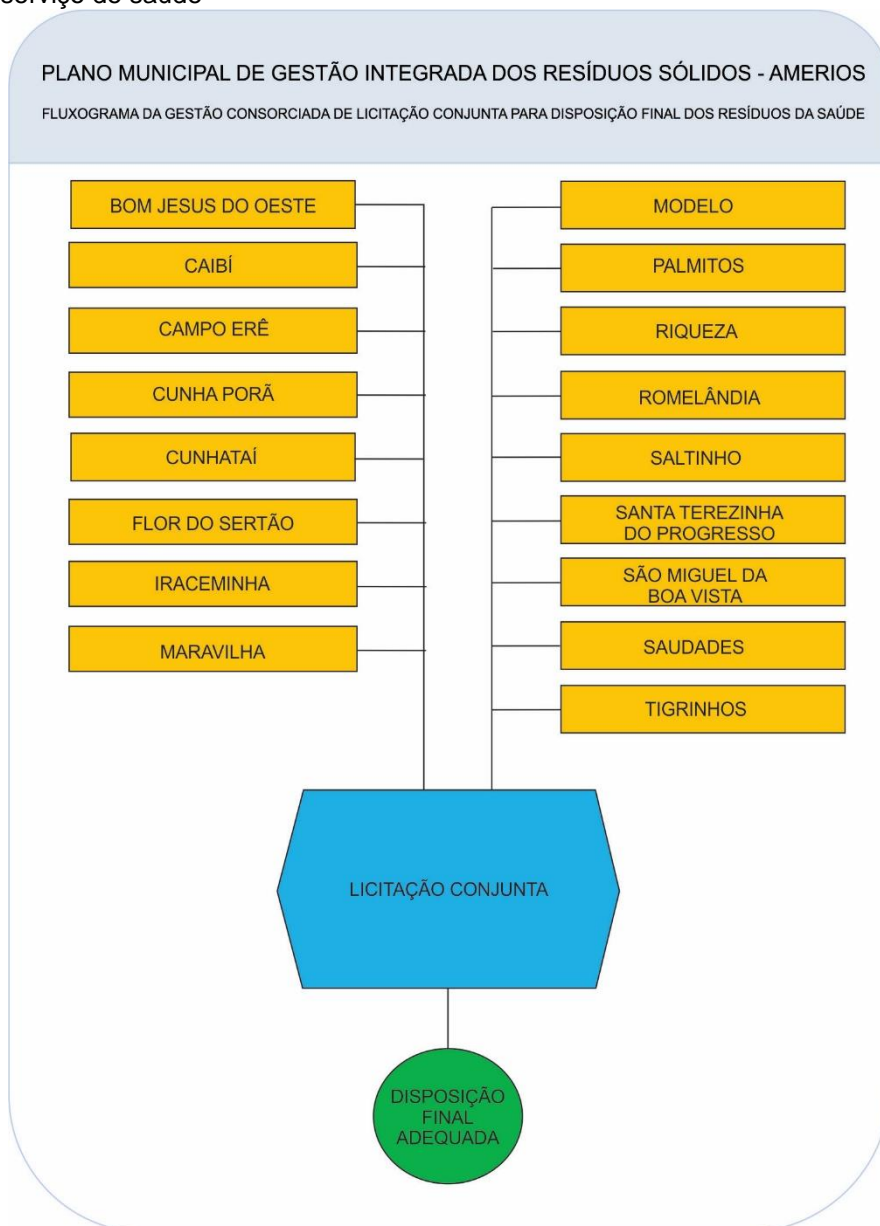 serviço de saúde
PLANO MUNICIPAL DE GESTÃO INTEGRADA DOS RESÍDUOS SÓLIDOS - AMERIOS
FLUXOGRAMA DA GESTÃO CONSORCIADA DE LICITAÇÃO CONJUNTA PARA DISPOSIÇÃO FINAL DOS RESÍDUOS DA SAÚDE
BOM JESUS DO OESTE
CAIBÍ
CAMPO ERÊ
CUNHA PORÃ
CUNHATAÍ
FLOR DO SERTÃO
IRACEMINHA
MARAVILHA
MODELO
PALMITOS
RIQUEZA
ROMELÂNDIA
SALTINHO
SANTA TEREZINHA
DO PROGRESSO
SÃO MIGUEL DA
BOA VISTA
SAUDADES
TIGRINHOS
LICITAÇÃO CONJUNTA
DISPOSIÇÃO
FINAL
ADEQUADA